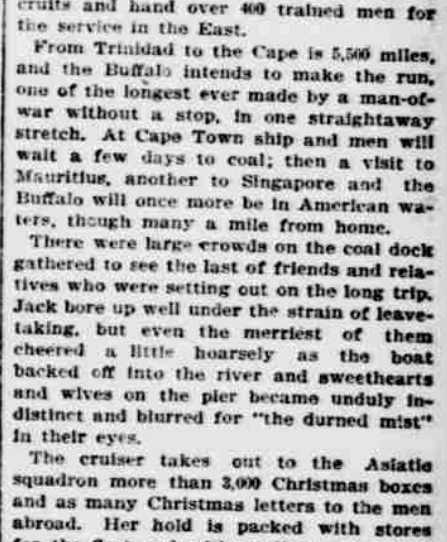 cruits and hand over 400 trained men for
the service in the East.
From Trinidad to the Cape is 5,500 miles,
and the Buffalo intends to make the run,
one of the longest ever made by a man-of-
war without a stop, in one straightaway
stretch. At Cape Town ship and men will
wait a few days to coal; then a visit to
Mauritius, another to Singapore and the
Buffalo will once more be in American wa-
ters, though many a mile from home.
There were large crowds on the coal dock
gathered to see the last of friends and rela-
tives who were setting out on the long trip.
Jack bore up well under the strain of leave-
taking, but even the merriest of them
cheered a little hoarsely as the boat
backed off into the river and sweethearts
and wives on the pier became unduly in-
distinct and blurred for "the durned mist"
in their eyes.
The cruiser takes out to the Asiatic
squadron more than 3,000 Christmas boxes
and as many Christmas letters to the men
abroad. Her hold is packed with stores